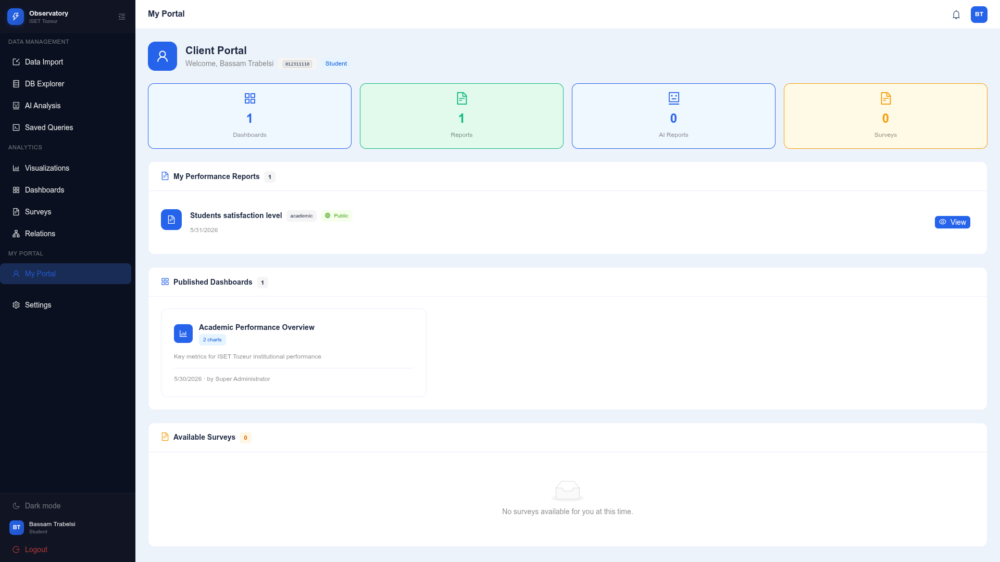 Observatory
ISET Tozeur
DATA MANAGEMENT
Data Import
DB Explorer
AI Analysis
Saved Queries
ANALYTICS
Visualizations
Dashboards
Surveys
Relations
MY PORTAL
My Portal
Settings
Dark mode
BT
Bassam Trabelsi
Student
Logout
My Portal
BT
Client Portal
Welcome, Bassam Trabelsi 012311110 Student
1
Dashboards
1
Reports
0
AI Reports
0
Surveys
My Performance Reports 1
Students satisfaction level academic Public
5/31/2026
View
Published Dashboards 1
Academic Performance Overview
2 charts
Key metrics for ISET Tozeur institutional performance
5/30/2026 · by Super Administrator
Available Surveys 0
No surveys available for you at this time.